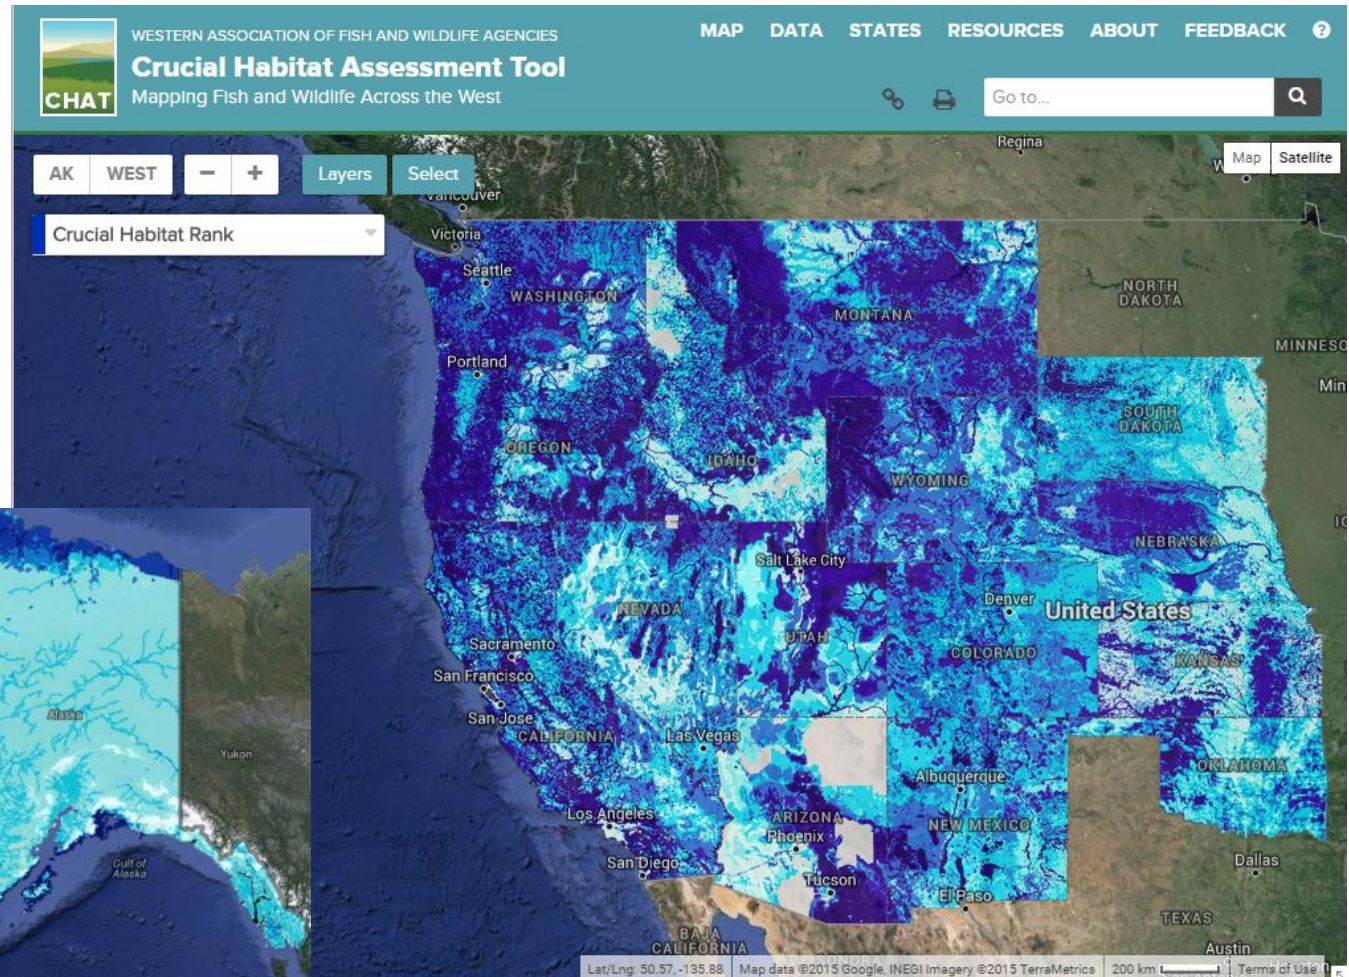 WESTERN ASSOCIATION OF FISH AND WILDLIFE AGENCIES
Crucial Habitat Assessment Tool
Mapping Fish and Wildlife Across the West
CHAT
MAP DATA STATES RESOURCES ABOUT FEEDBACK ?
Go to...
AK WEST − + Layers Select
Map Satellite
Crucial Habitat Rank
Regina
Vancouver
Victoria
Seattle
WASHINGTON
NORTH
DAKOTA
MONTANA
MINNESO
Portland
Min
SOUTH
DAKOTA
OREGON
IDAHO
WYOMING
NEBRASKA
Salt Lake City
Denver
United States
NEVADA
UTAH
COLORADO
KANSAS
Sacramento
San Francisco
San Jose
CALIFORNIA
Las Vegas
Albuquerque
OKLAHOMA
Los Angeles
ARIZONA
Phoenix
NEW MEXICO
San Diego
Tucson
El Paso
Dallas
TEXAS
BAJA
CALIFORNIA
SONORA
Austin
Houston
Alaska
Yukon
Gulf of
Alaska
Lat/Lng: 50.57, -135.88 Map data ©2015 Google, INEGI Imagery ©2015 TerraMetrics 200 km Terms of Use